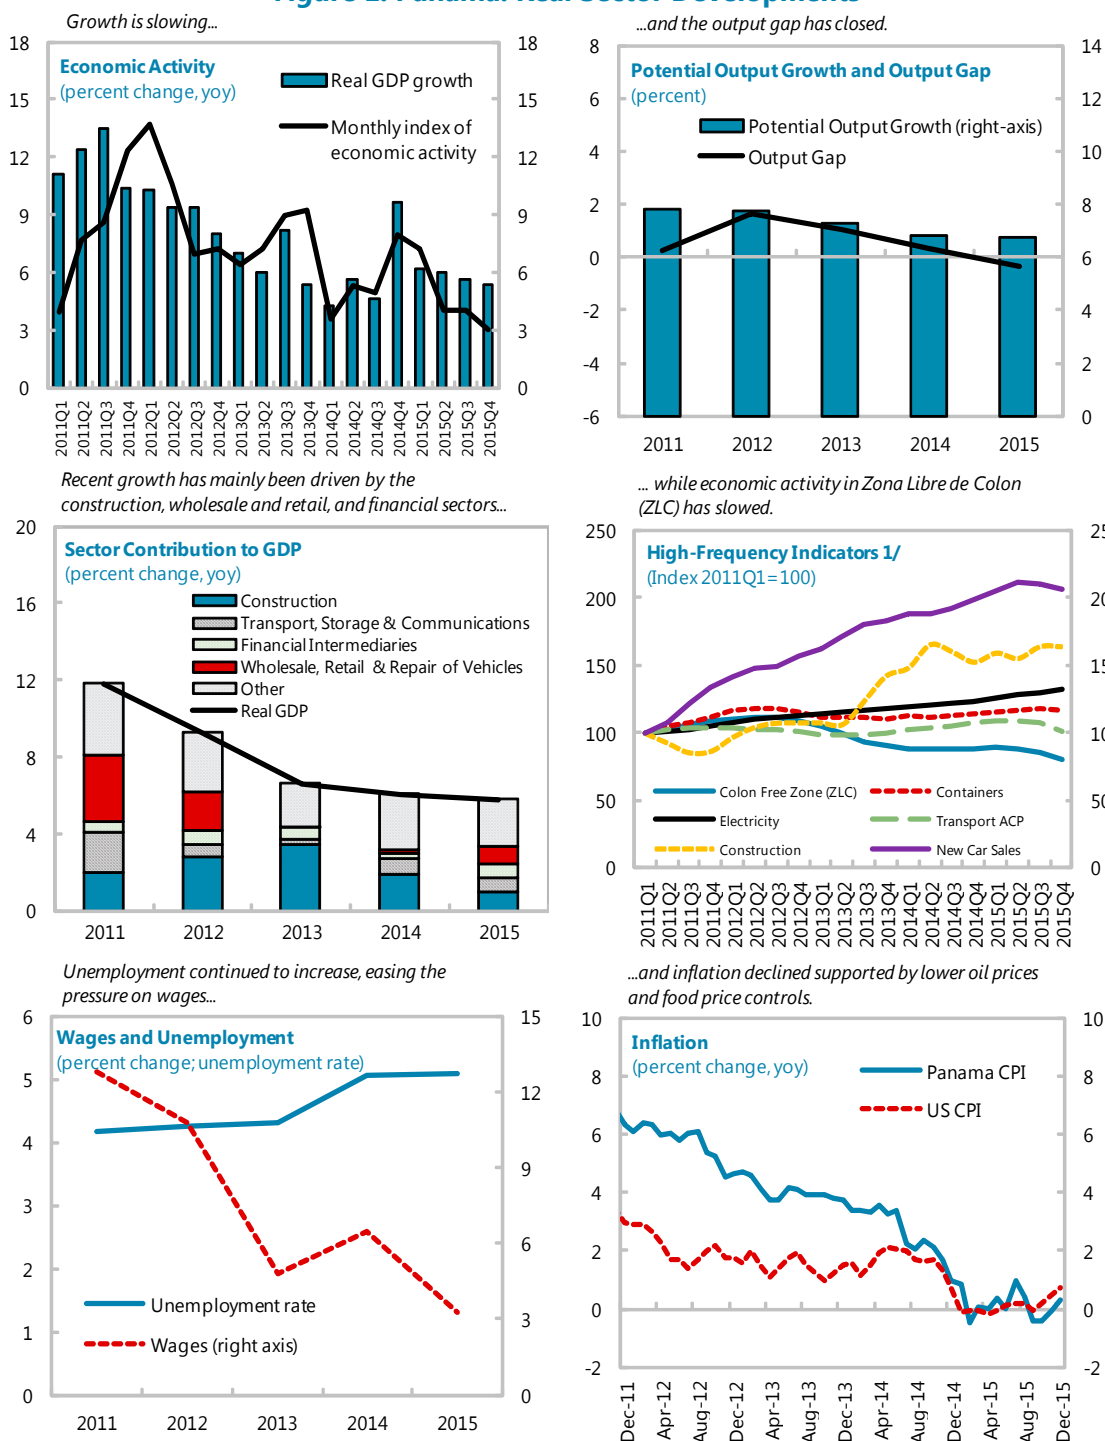 Figure 2. Panama: Real Sector Developments
Growth is slowing...
Economic Activity
(percent change, yoy)
Real GDP growth
Monthly index of
economic activity
18
15
12
9
6
3
0
18
15
12
9
6
3
0
2011Q1
2011Q2
2011Q3
2011Q4
2012Q1
2012Q2
2012Q3
2012Q4
2013Q1
2013Q2
2013Q3
2013Q4
2014Q1
2014Q2
2014Q3
2014Q4
2015Q1
2015Q2
2015Q3
2015Q4
...and the output gap has closed.
Potential Output Growth and Output Gap
(percent)
Potential Output Growth (right-axis)
Output Gap
8
6
4
2
0
-2
-4
-6
14
12
10
8
6
4
2
0
2011
2012
2013
2014
2015
Recent growth has mainly been driven by the
construction, wholesale and retail, and financial sectors...
Sector Contribution to GDP
(percent change, yoy)
Construction
Transport, Storage & Communications
Financial Intermediaries
Wholesale, Retail & Repair of Vehicles
Other
Real GDP
20
16
12
8
4
0
2011
2012
2013
2014
2015
... while economic activity in Zona Libre de Colon
(ZLC) has slowed.
High-Frequency Indicators 1/
(Index 2011Q1=100)
250
200
150
100
50
0
Colon Free Zone (ZLC)
Containers
Electricity
Transport ACP
Construction
New Car Sales
2011Q1
2011Q2
2011Q3
2011Q4
2012Q1
2012Q2
2012Q3
2012Q4
2013Q1
2013Q2
2013Q3
2013Q4
2014Q1
2014Q2
2014Q3
2014Q4
2015Q1
2015Q2
2015Q3
2015Q4
Unemployment continued to increase, easing the
pressure on wages...
Wages and Unemployment
(percent change; unemployment rate)
6
5
4
3
2
1
0
15
12
9
6
3
0
Unemployment rate
Wages (right axis)
2011
2012
2013
2014
2015
...and inflation declined supported by lower oil prices
and food price controls.
Inflation
(percent change, yoy)
Panama CPI
US CPI
10
8
6
4
2
0
-2
10
8
6
4
2
0
-2
Dec-11
Apr-12
Aug-12
Dec-12
Apr-13
Aug-13
Dec-13
Apr-14
Aug-14
Dec-14
Apr-15
Aug-15
Dec-15